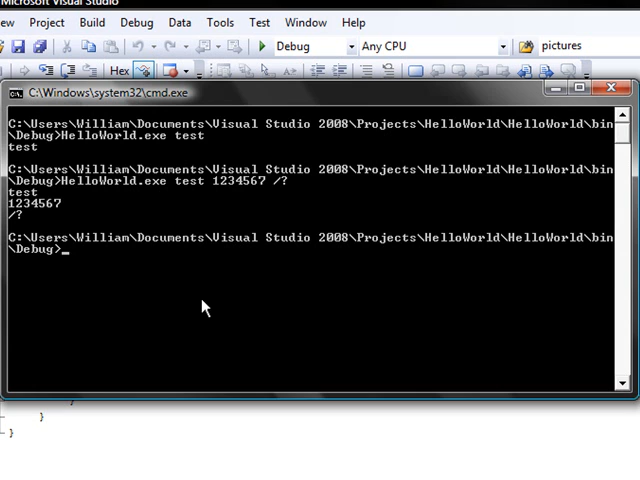 Microsoft Visual Studio
ew Project Build Debug Data Tools Test Window Help
Debug Any CPU pictures
Hex
C:\Windows\system32\cmd.exe
C:\Users\William\Documents\Visual Studio 2008\Projects\HelloWorld\HelloWorld\bin
\Debug>HelloWorld.exe test
test
C:\Users\William\Documents\Visual Studio 2008\Projects\HelloWorld\HelloWorld\bin
\Debug>HelloWorld.exe test 1234567 /?
test
1234567
/?
C:\Users\William\Documents\Visual Studio 2008\Projects\HelloWorld\HelloWorld\bin
\Debug>_
}
}
}